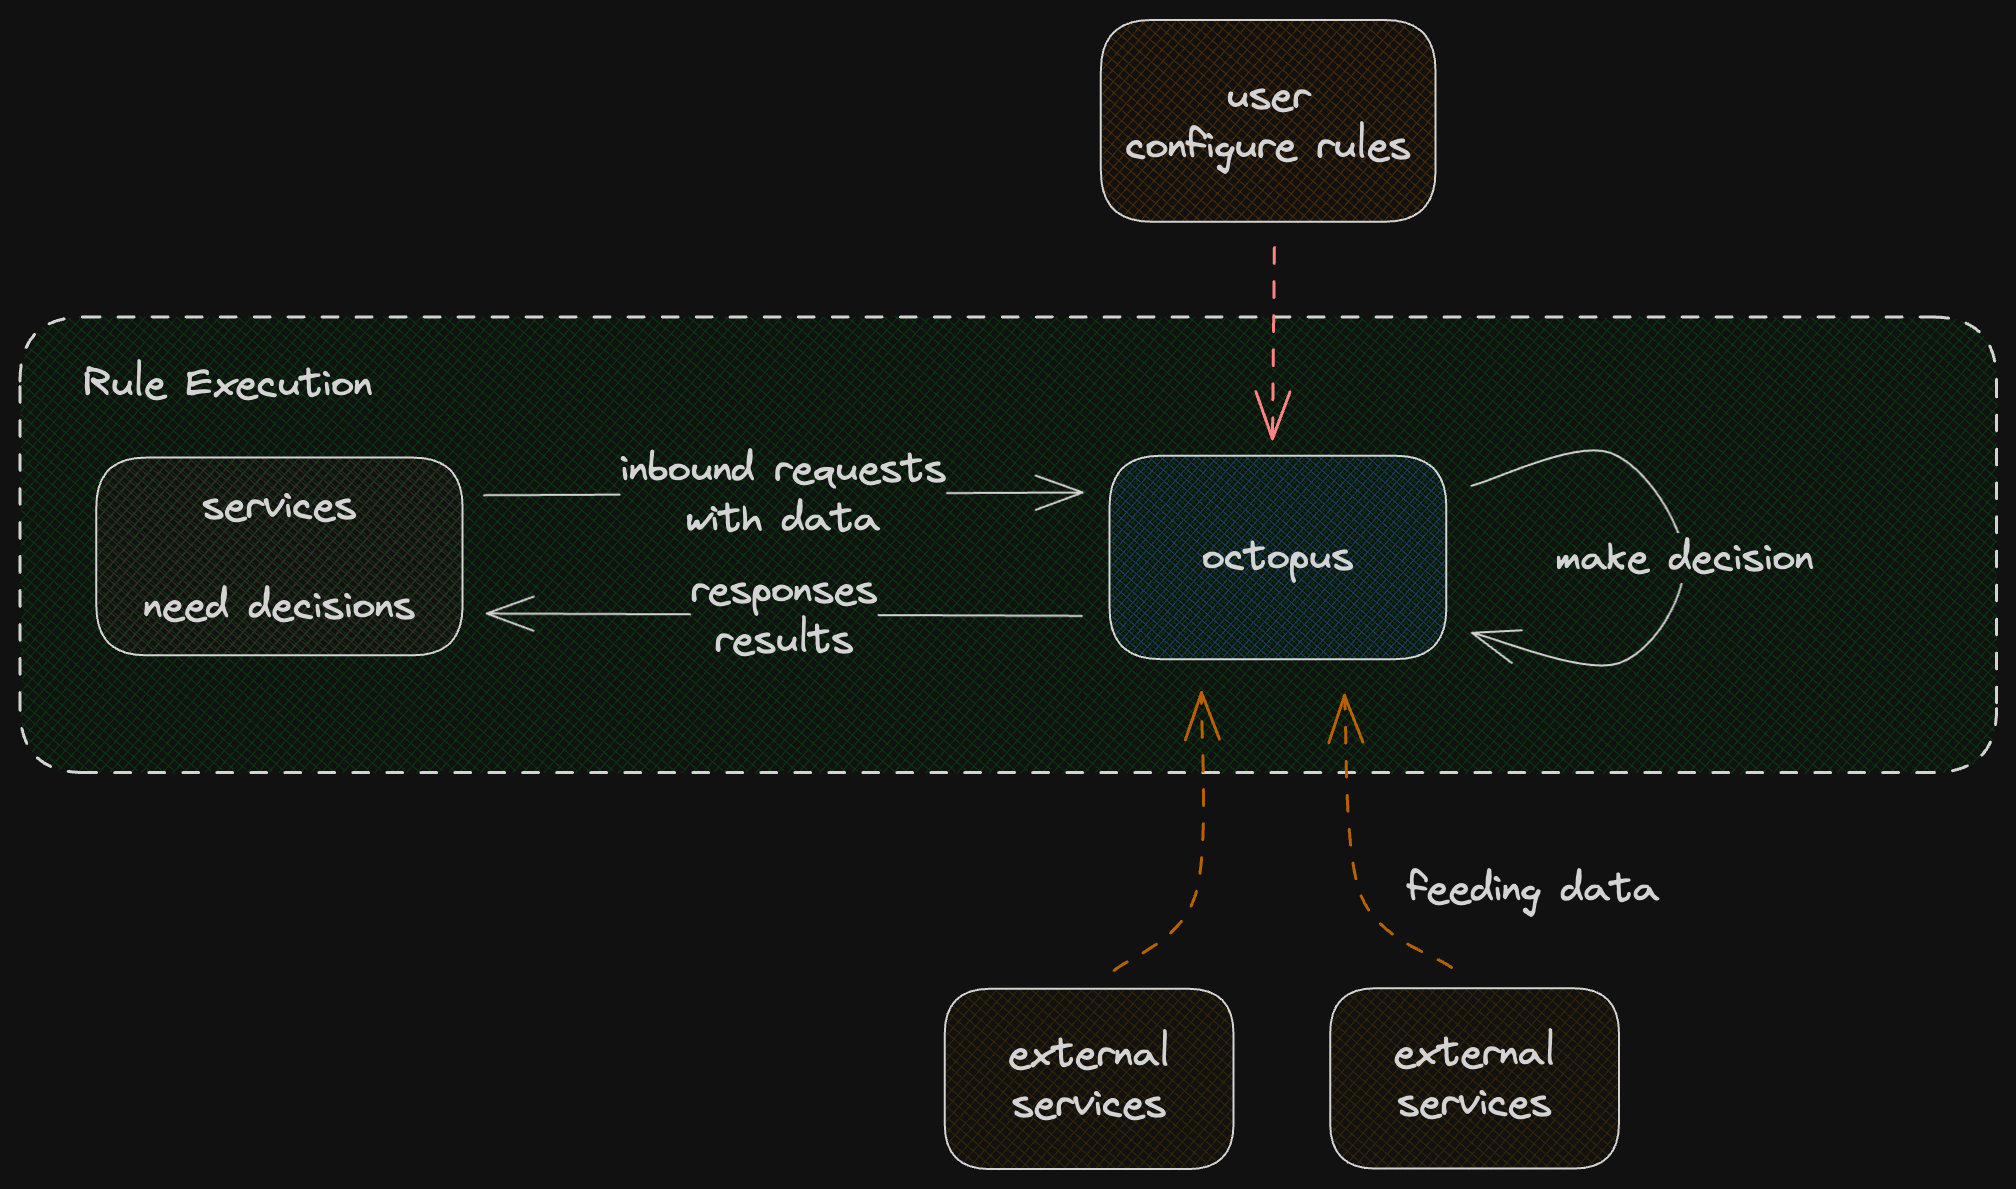 user
configure rules
Rule Execution
services
need decisions
inbound requests
with data
responses
results
octopus
make decision
feeding data
external
services
external
services